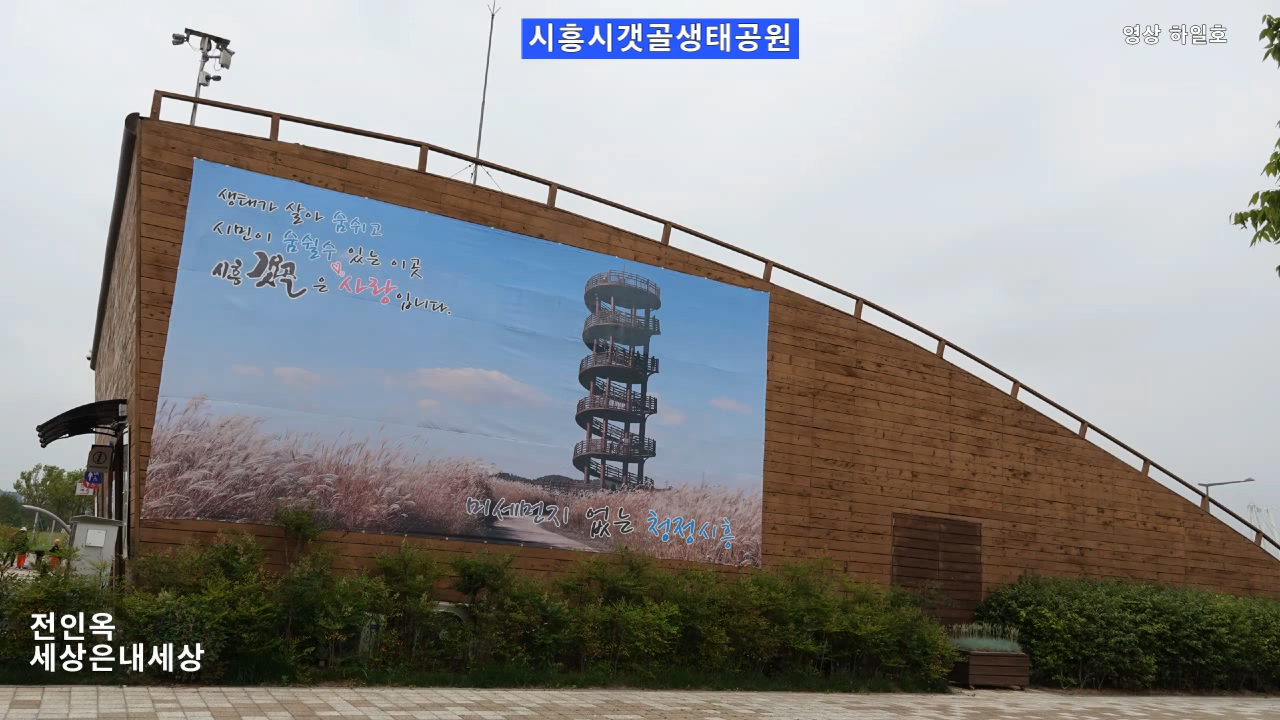 시흥시갯골생태공원
영상 하일호
생태가 살아 숨쉬고
시민이 숨쉴수 있는 이곳
시흥 갯골은 사랑입니다.
미세먼지 없는 청정시흥
전인옥
세상은내세상